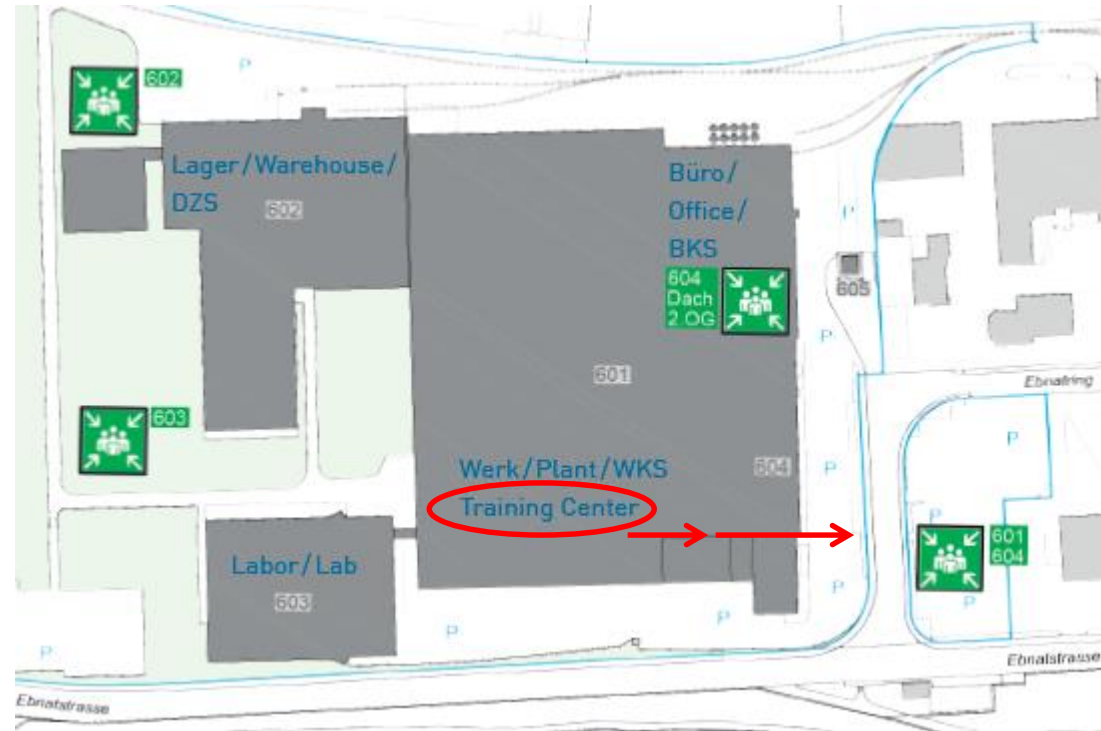 P
602
Lager/Warehouse/
DZS
602
Büro/
Office/
BKS
P
604
Dach
2.OG
605
P
601
Ebnatring
603
P
Werk/Plant/WKS
604
P
Training Center
P
601
604
Labor/Lab
603
P
P
P
P
P
Ebnatstrasse
Ebnatstrasse